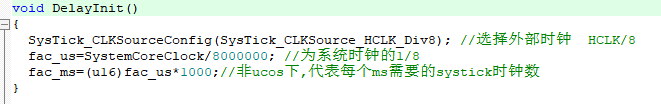 void DelayInit()
{
SysTick_CLKSourceConfig(SysTick_CLKSource_HCLK_Div8); //选择外部时钟 HCLK/8
fac_us=SystemCoreClock/8000000; //为系统时钟的1/8
fac_ms=(u16)fac_us*1000;//非ucos下,代表每个ms需要的systick时钟数
}